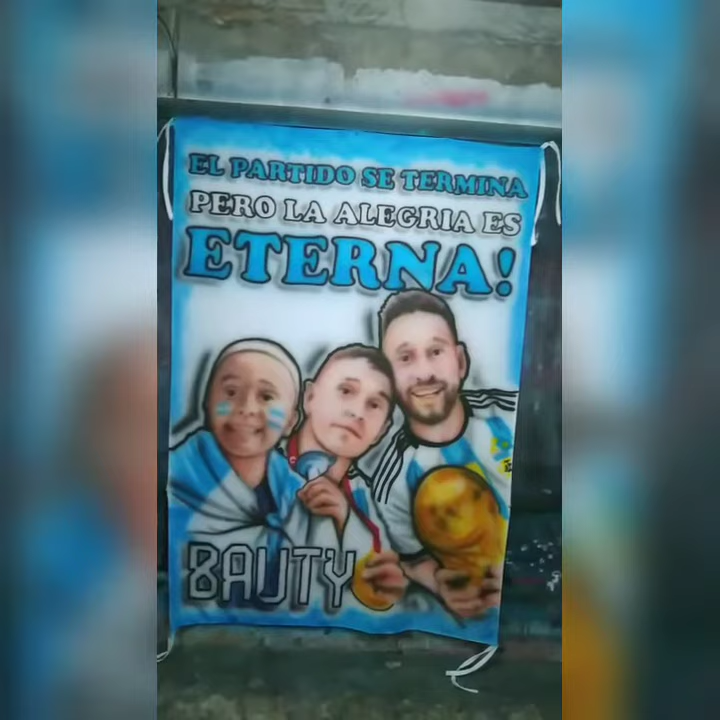 EL PARTIDO SE TERMINA
PERO LA ALEGRIA ES
ETERNA!
BAUTY